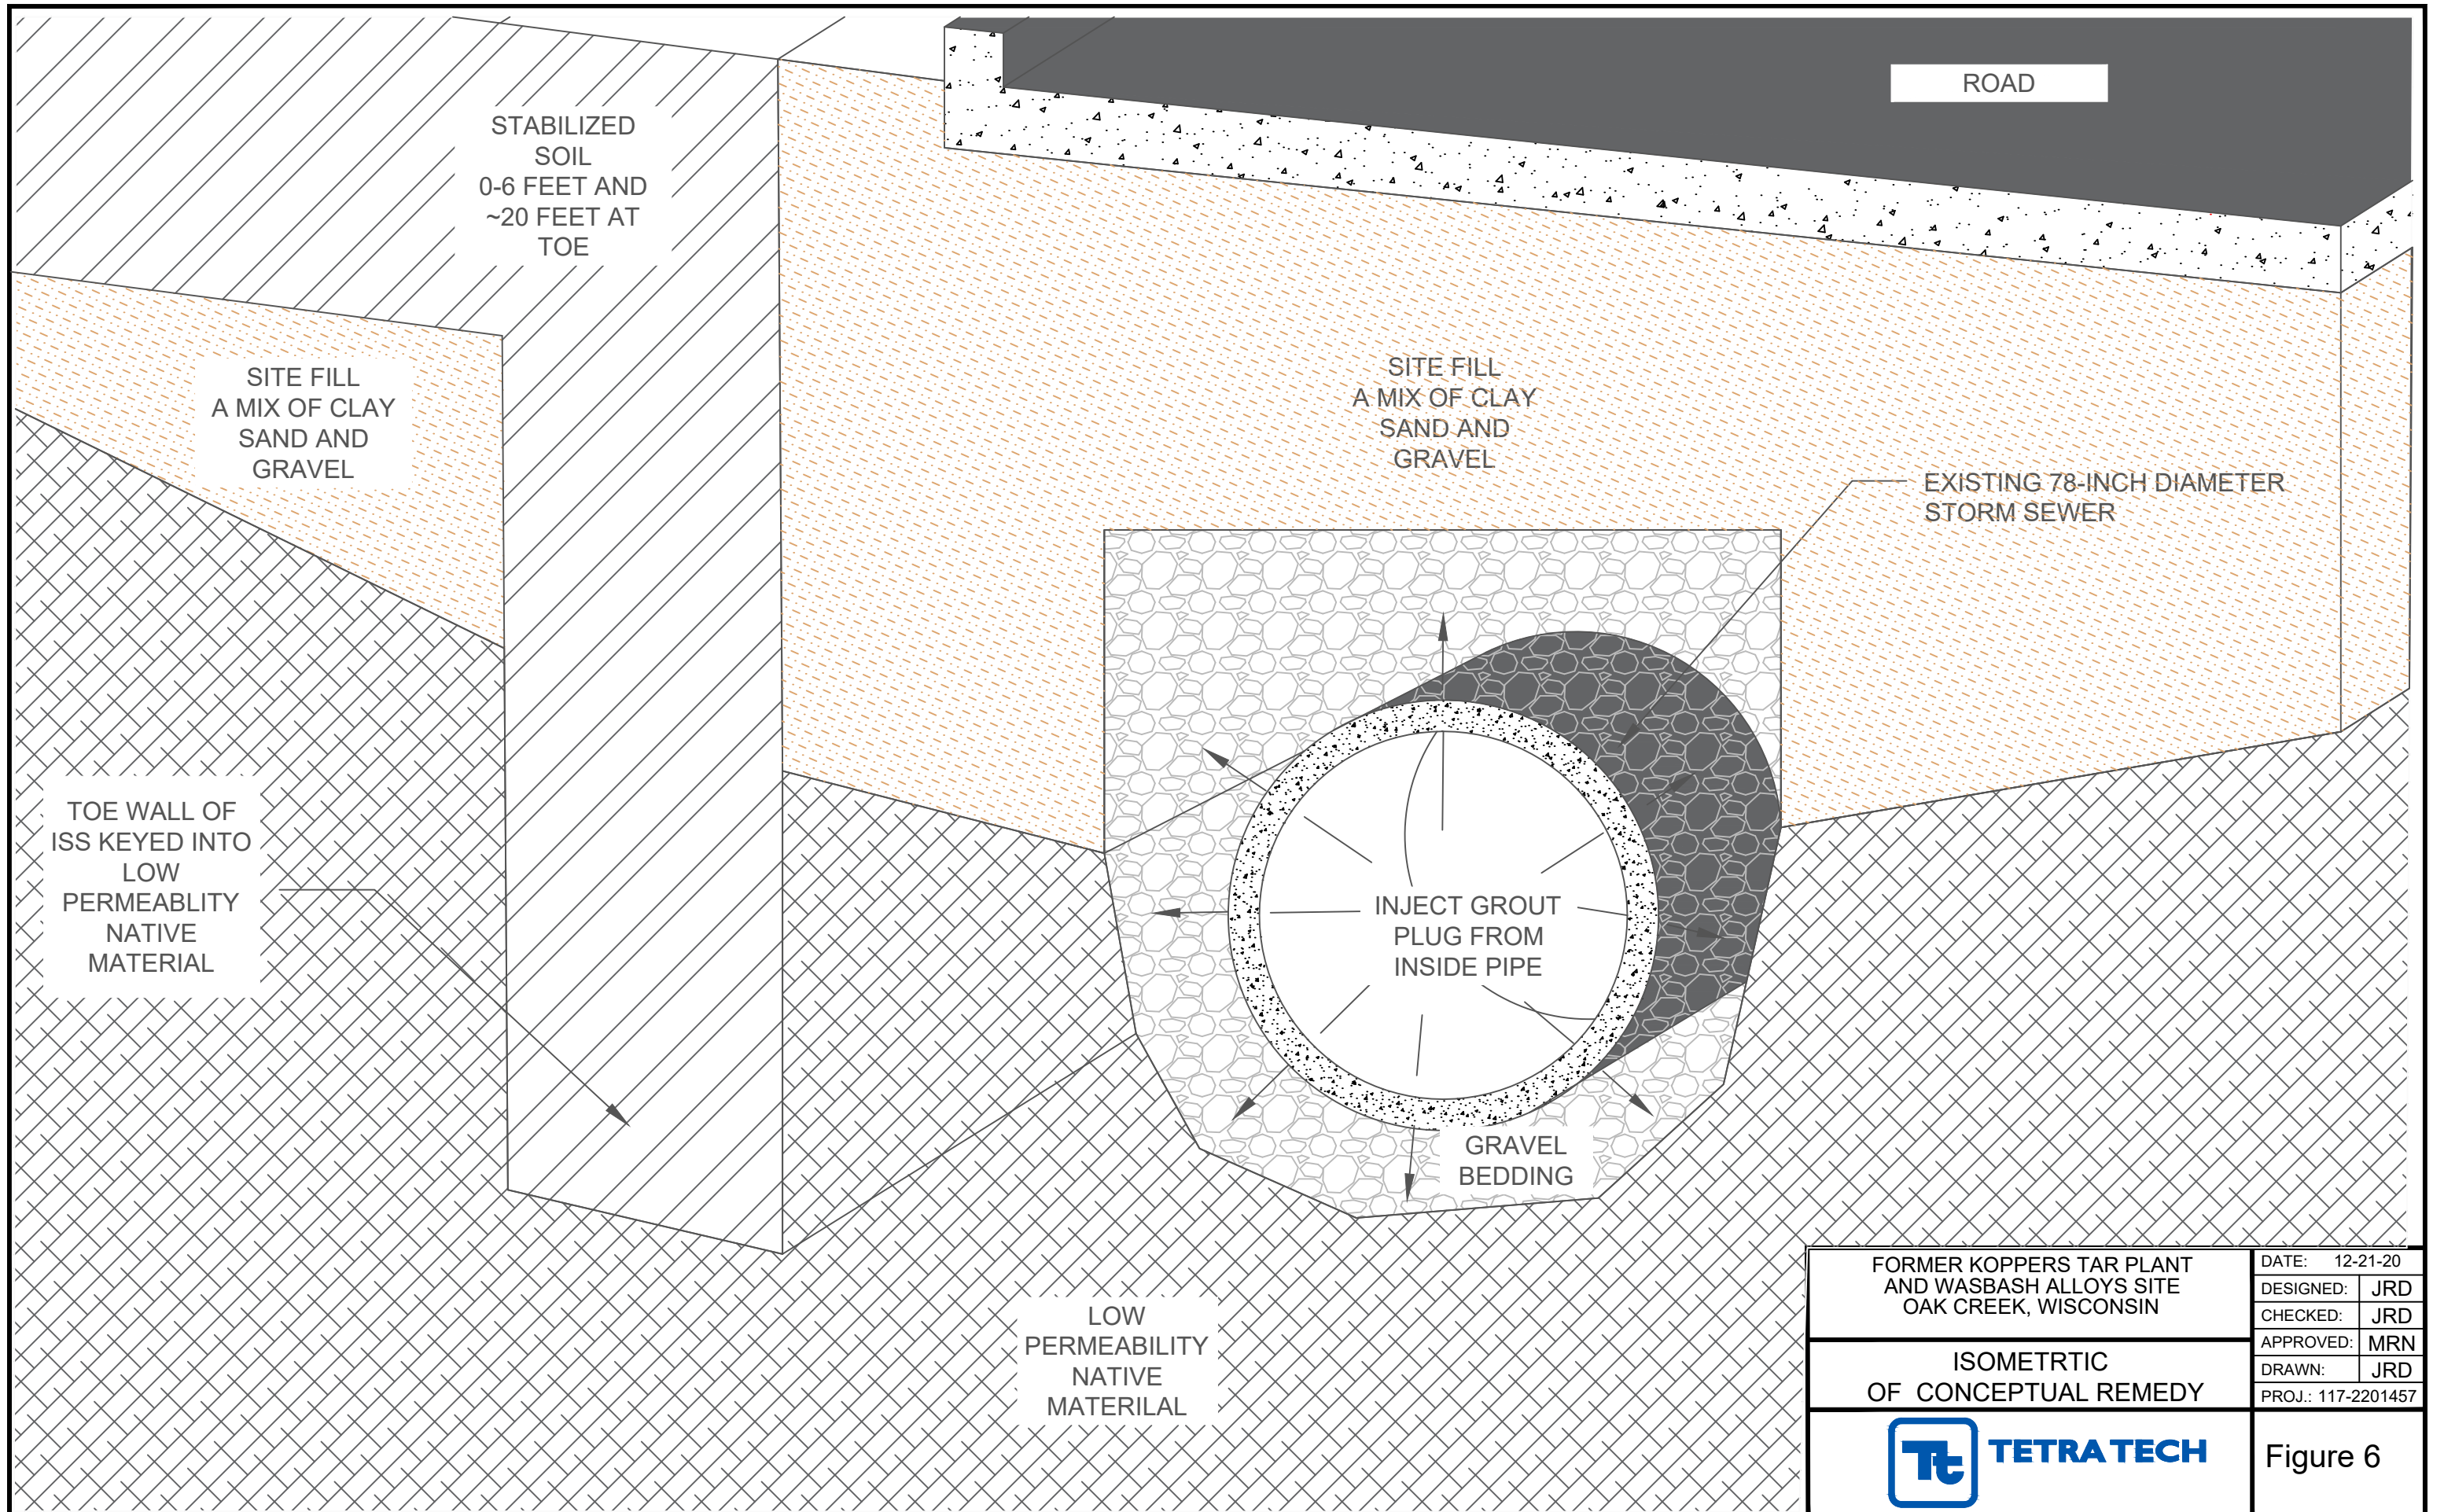 ROAD
STABILIZED
SOIL
0-6 FEET AND
~20 FEET AT
TOE
SITE FILL
A MIX OF CLAY
SAND AND
GRAVEL
SITE FILL
A MIX OF CLAY
SAND AND
GRAVEL
EXISTING 78-INCH DIAMETER
STORM SEWER
TOE WALL OF
ISS KEYED INTO
LOW
PERMEABLITY
NATIVE
MATERIAL
INJECT GROUT
PLUG FROM
INSIDE PIPE
GRAVEL
BEDDING
LOW
PERMEABILITY
NATIVE
MATERILAL
FORMER KOPPERS TAR PLANT
AND WASBASH ALLOYS SITE
OAK CREEK, WISCONSIN
ISOMETRTIC
OF CONCEPTUAL REMEDY
DATE: 12-21-20
DESIGNED: JRD
CHECKED: JRD
APPROVED: MRN
DRAWN: JRD
PROJ.: 117-2201457
Tt TETRA TECH
Figure 6